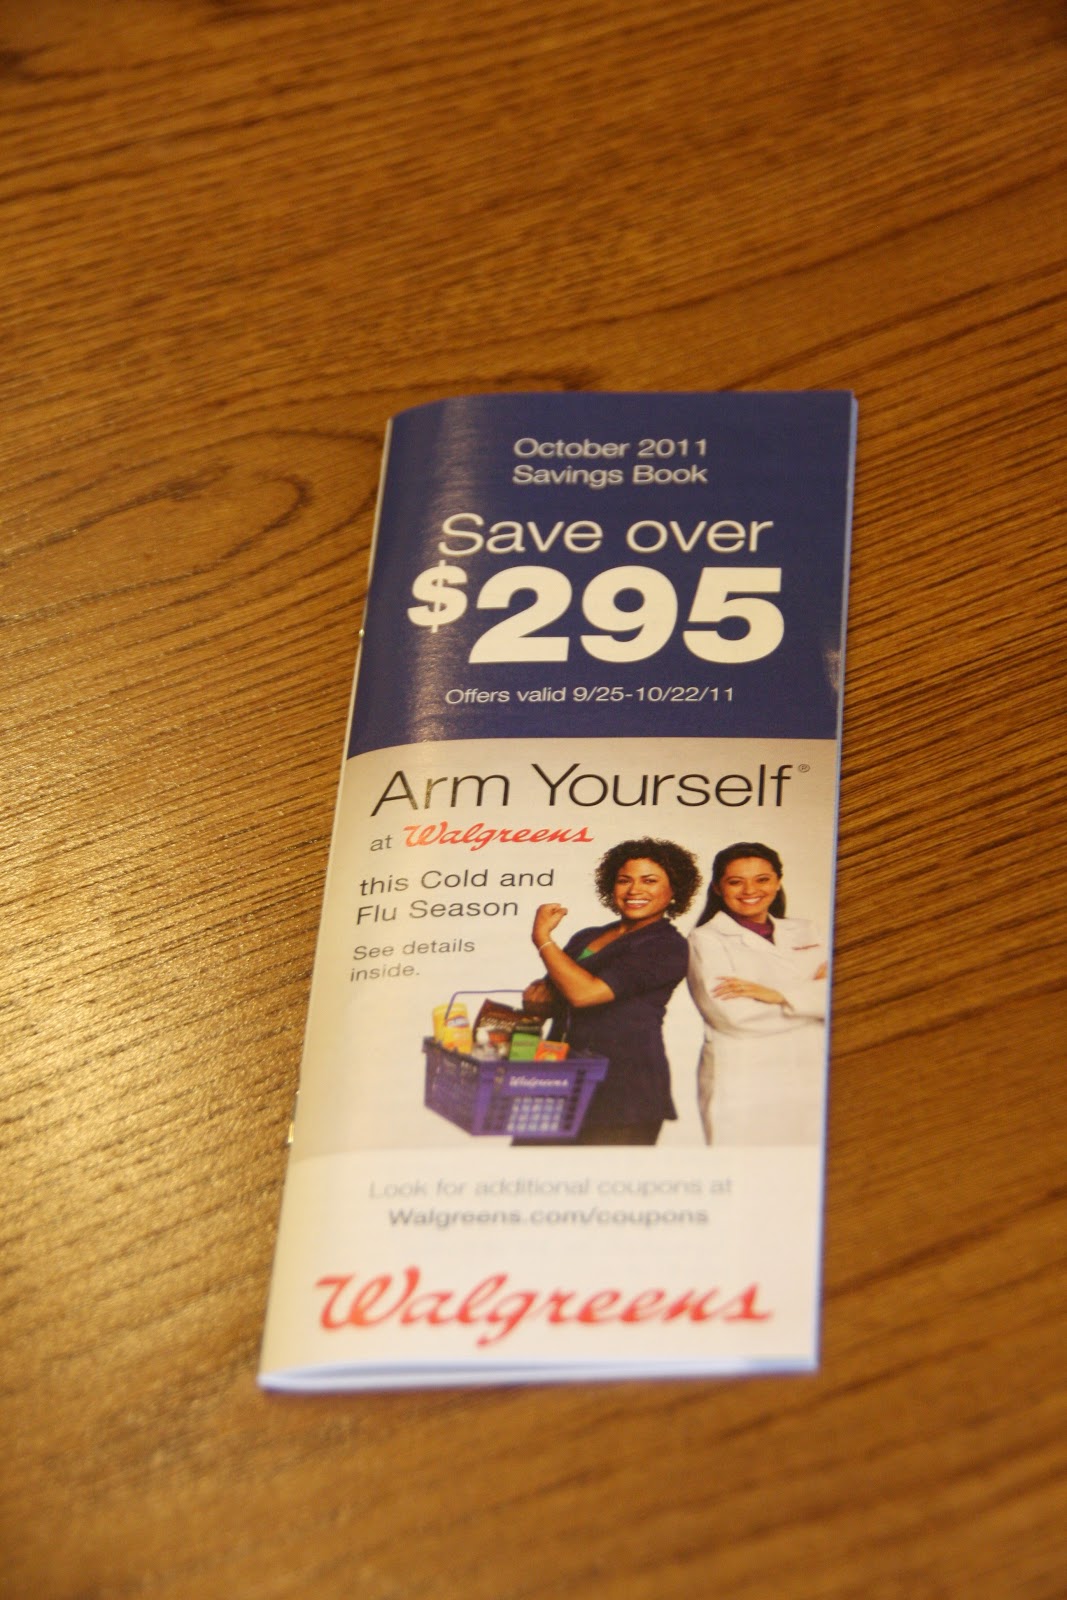 October 2011
Savings Book
Save over
$295
Offers valid 9/25-10/22/11
Arm Yourself®
at Walgreens
this Cold and
Flu Season
See details
inside.
Walgreens
Look for additional coupons at
Walgreens.com/coupons
Walgreens